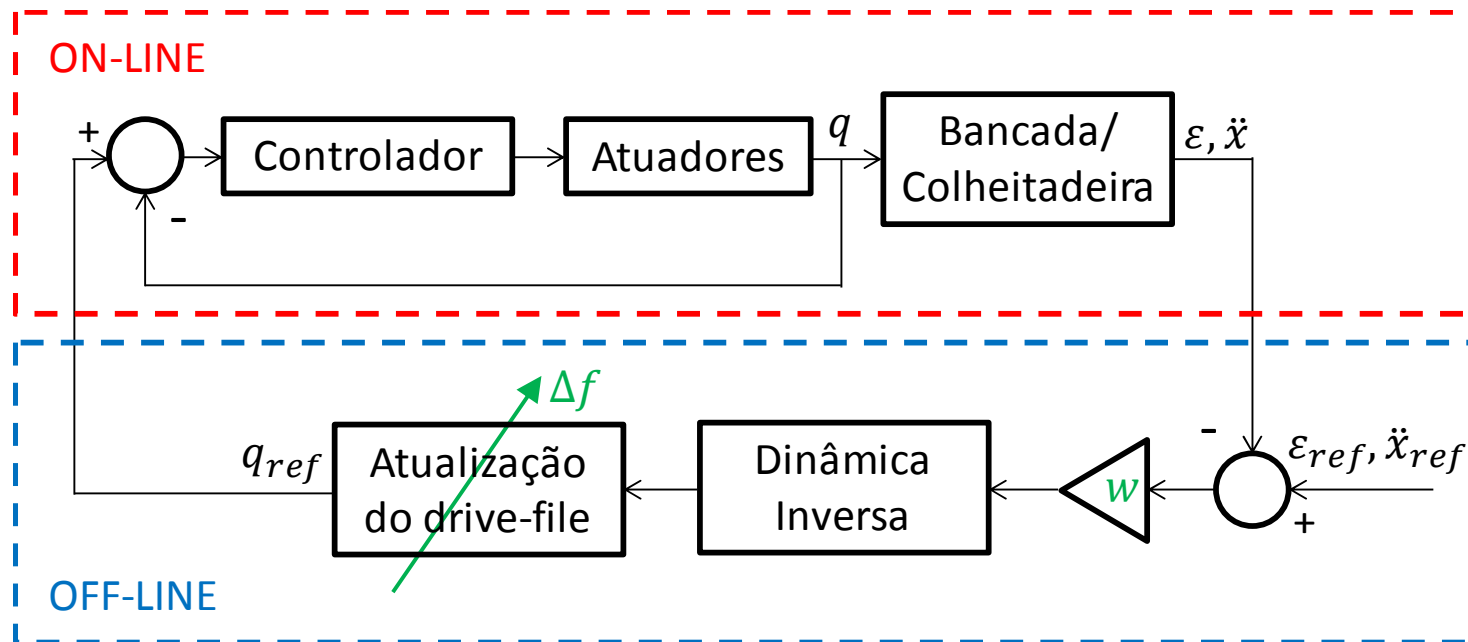 ON-LINE
+
-
Controlador
Atuadores
q
Bancada/
Colheitadeira
ε, ẍ
OFF-LINE
q_ref
Atualização
do drive-file
Δf
Dinâmica
Inversa
w
-
ε_ref, ẍ_ref
+